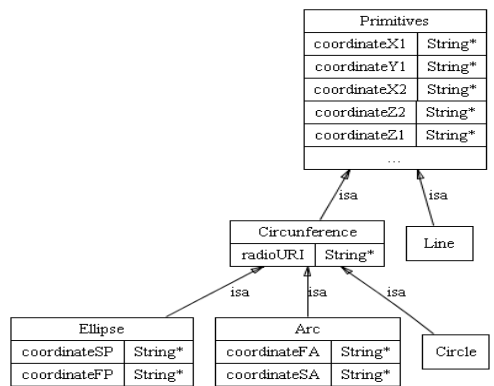 Primitives
coordinateX1 String*
coordinateY1 String*
coordinateX2 String*
coordinateZ2 String*
coordinateZ1 String*
...
isa isa
Circunference
radioURI String*
Line
isa isa isa
Ellipse
coordinateSP String*
coordinateFP String*
Arc
coordinateFA String*
coordinateSA String*
Circle